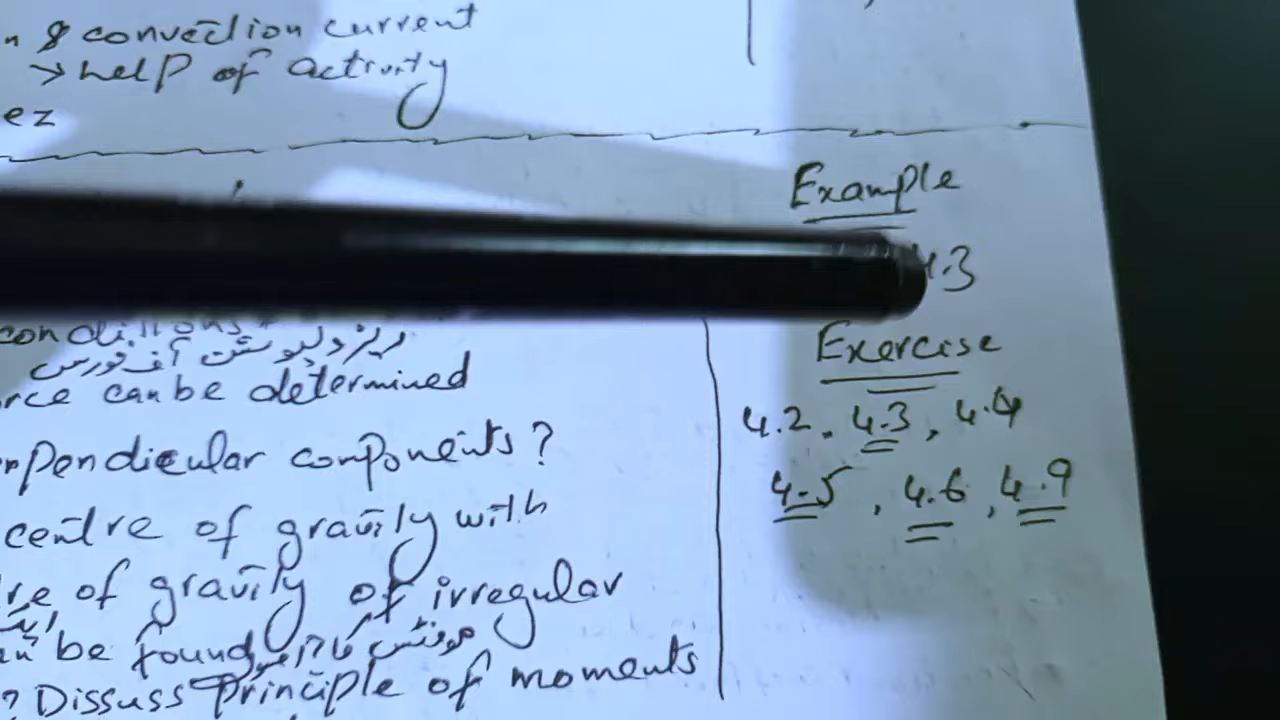 n & convection current
→ help of activity
ez
conditions
ریزولیوشن آف فورس
rce can be determined
rpendicular components?
centre of gravity with
re of gravity of irregular
n be found
? Dissuss principle of moments
Example
4.3
Exercise
4.2, 4.3, 4.4
4.5, 4.6, 4.9